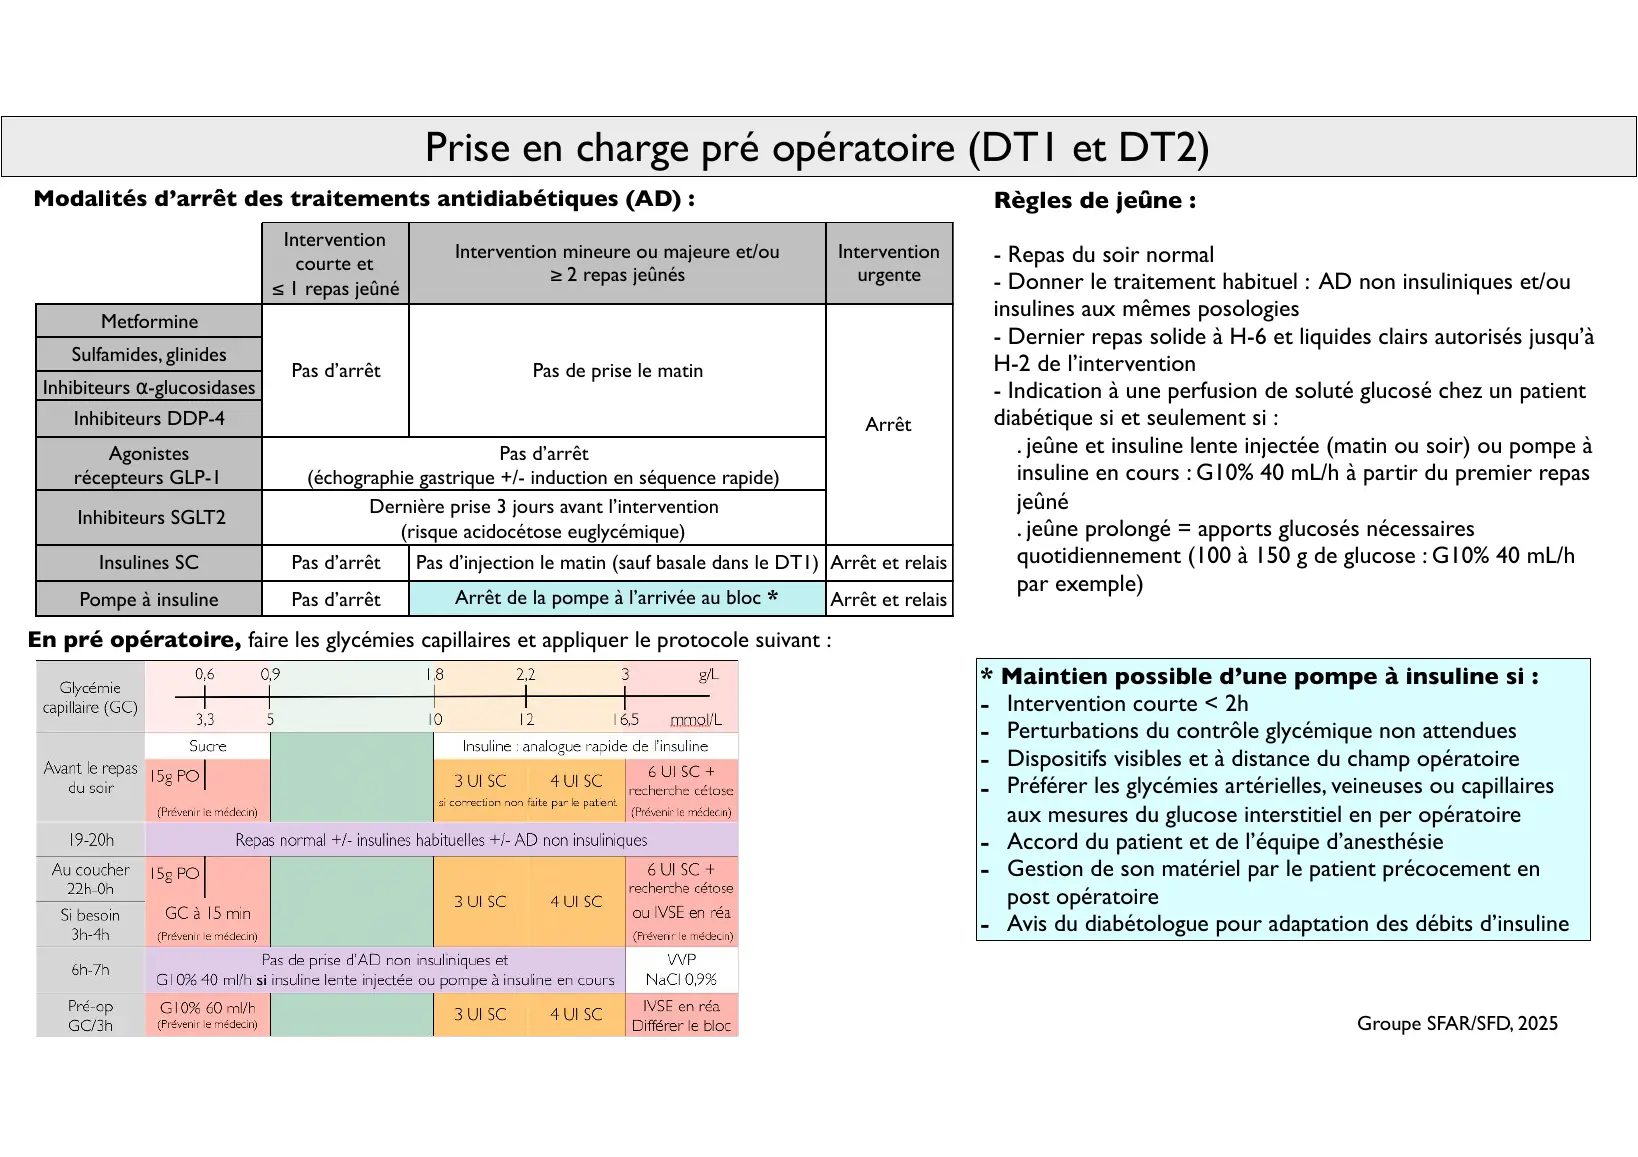 Prise en charge pré opératoire (DT1 et DT2)
Modalités d’arrêt des traitements antidiabétiques (AD) :
Intervention
courte et
≤ 1 repas jeûné
Intervention mineure ou majeure et/ou
≥ 2 repas jeûnés
Intervention
urgente
Metformine
Sulfamides, glinides
Inhibiteurs α-glucosidases
Inhibiteurs DDP-4
Pas d’arrêt
Pas de prise le matin
Arrêt
Agonistes
récepteurs GLP-1
Pas d’arrêt
(échographie gastrique +/- induction en séquence rapide)
Inhibiteurs SGLT2
Dernière prise 3 jours avant l’intervention
(risque acidocétose euglycémique)
Insulines SC
Pas d’arrêt
Pas d’injection le matin (sauf basale dans le DT1)
Arrêt et relais
Pompe à insuline
Pas d’arrêt
Arrêt de la pompe à l’arrivée au bloc *
Arrêt et relais
En pré opératoire, faire les glycémies capillaires et appliquer le protocole suivant :
Glycémie
capillaire (GC)
0,6 0,9 1,8 2,2 3 g/L
3,3 5 10 12 16,5 mmol/L
Avant le repas
du soir
Sucre
15g PO
(Prévenir le médecin)
Insuline : analogue rapide de l’insuline
3 UI SC 4 UI SC
si correction non faite par le patient
6 UI SC +
recherche cétose
(Prévenir le médecin)
19-20h
Repas normal +/- insulines habituelles +/- AD non insuliniques
Au coucher
22h-0h
Si besoin
3h-4h
15g PO
GC à 15 min
(Prévenir le médecin)
3 UI SC 4 UI SC
6 UI SC +
recherche cétose
ou IVSE en réa
(Prévenir le médecin)
6h-7h
Pas de prise d’AD non insuliniques et
G10% 40 ml/h si insuline lente injectée ou pompe à insuline en cours
VVP
NaCl 0,9%
Pré-op
GC/3h
G10% 60 ml/h
(Prévenir le médecin)
3 UI SC 4 UI SC
IVSE en réa
Différer le bloc
Règles de jeûne :
- Repas du soir normal
- Donner le traitement habituel : AD non insuliniques et/ou
insulines aux mêmes posologies
- Dernier repas solide à H-6 et liquides clairs autorisés jusqu’à
H-2 de l’intervention
- Indication à une perfusion de soluté glucosé chez un patient
diabétique si et seulement si :
. jeûne et insuline lente injectée (matin ou soir) ou pompe à
insuline en cours : G10% 40 mL/h à partir du premier repas
jeûné
. jeûne prolongé = apports glucosés nécessaires
quotidiennement (100 à 150 g de glucose : G10% 40 mL/h
par exemple)
* Maintien possible d’une pompe à insuline si :
- Intervention courte < 2h
- Perturbations du contrôle glycémique non attendues
- Dispositifs visibles et à distance du champ opératoire
- Préférer les glycémies artérielles, veineuses ou capillaires
aux mesures du glucose interstitiel en per opératoire
- Accord du patient et de l’équipe d’anesthésie
- Gestion de son matériel par le patient précocement en
post opératoire
- Avis du diabétologue pour adaptation des débits d’insuline
Groupe SFAR/SFD, 2025